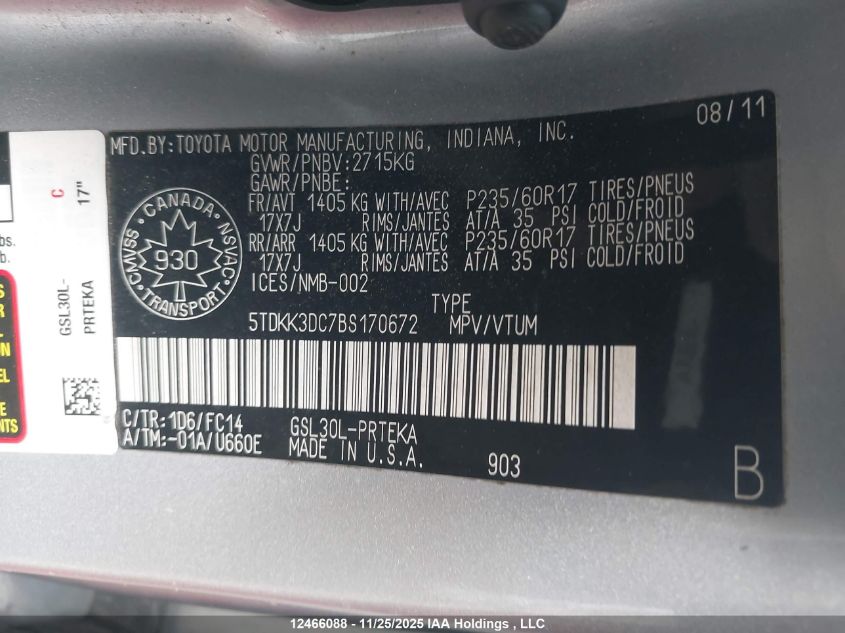 08/11
MFD.BY:TOYOTA MOTOR MANUFACTURING, INDIANA, INC.
GVWR/PNBV:2715KG
GAWR/PNBE:
FR/AVT 1405 KG WITH/AVEC P235/60R17 TIRES/PNEUS
17X7J RIMS/JANTES AT/A 35 PSI COLD/FROID
RR/ARR 1405 KG WITH/AVEC P235/60R17 TIRES/PNEUS
17X7J RIMS/JANTES AT/A 35 PSI COLD/FROID
ICES/NMB-002
CANADA
CMVSS
930
NSVAC
TRANSPORT
TYPE
5TDKK3DC7BS170672 MPV/VTUM
C/TR:1D6/FC14 GSL30L-PRTEKA
A/TM:-01A/U660E MADE IN U.S.A.
903
B
C
17"
GSL30L-
PRTEKA
bs.
b.
S
R
ON
EL
E
NTS
12466088 - 11/25/2025 IAA Holdings , LLC